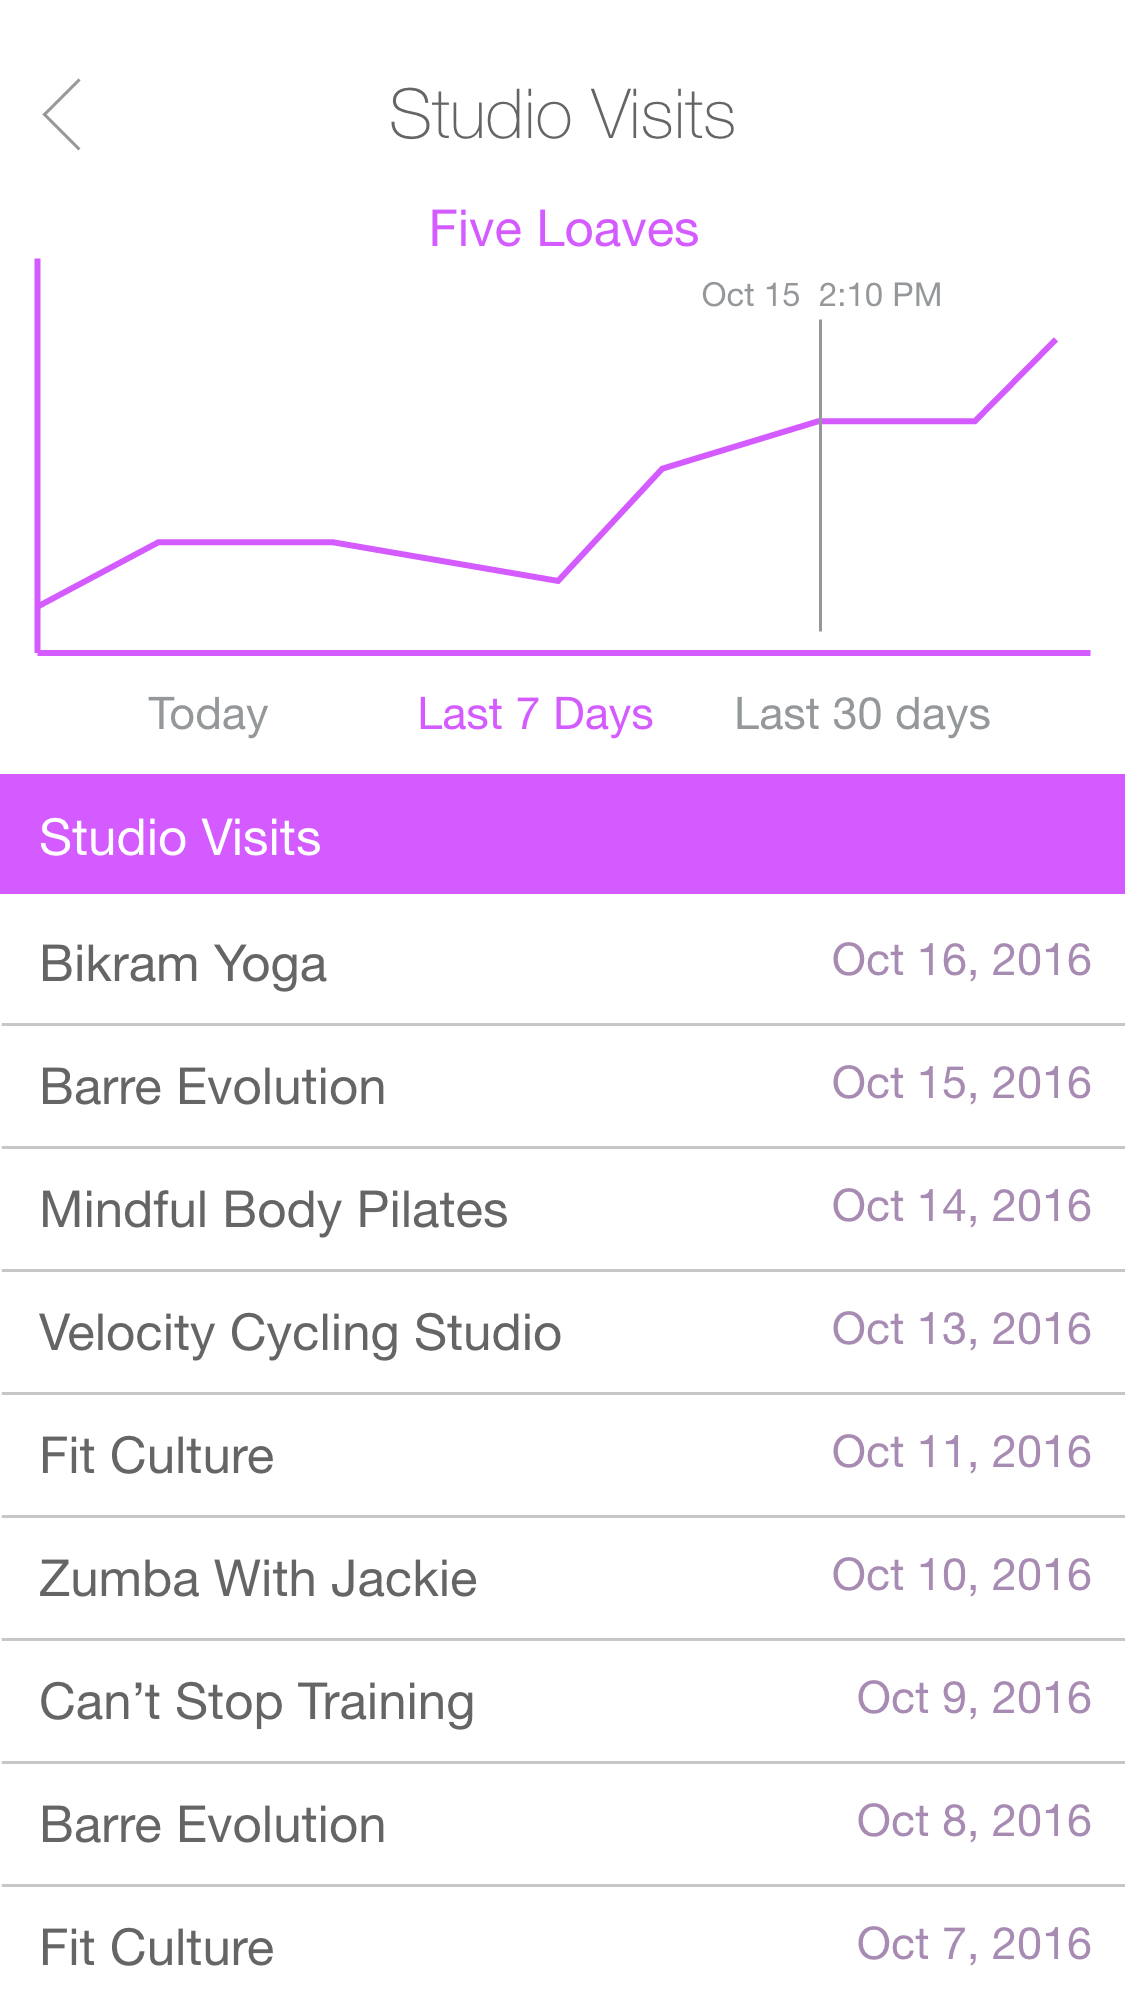 Studio Visits
Five Loaves
Oct 15  2:10 PM
Today Last 7 Days Last 30 days
Studio Visits
Bikram Yoga Oct 16, 2016
Barre Evolution Oct 15, 2016
Mindful Body Pilates Oct 14, 2016
Velocity Cycling Studio Oct 13, 2016
Fit Culture Oct 11, 2016
Zumba With Jackie Oct 10, 2016
Can’t Stop Training Oct 9, 2016
Barre Evolution Oct 8, 2016
Fit Culture Oct 7, 2016